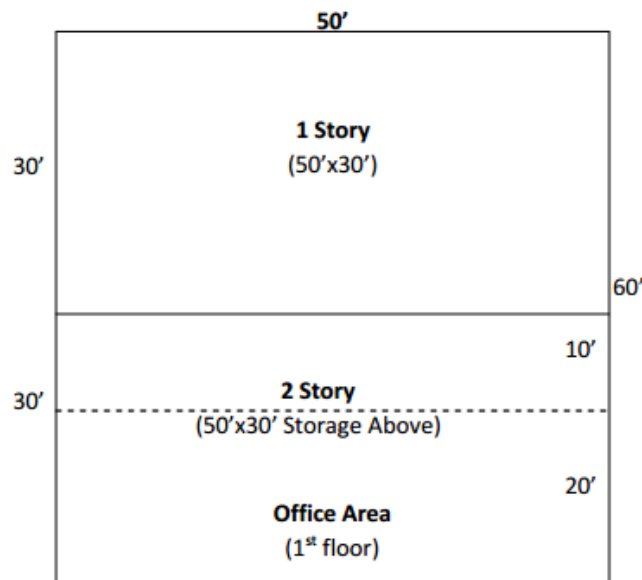 50’
1 Story
30’
(50’x30’)
60’
10’
30’
2 Story
(50’x30’ Storage Above)
20’
Office Area
(1st floor)